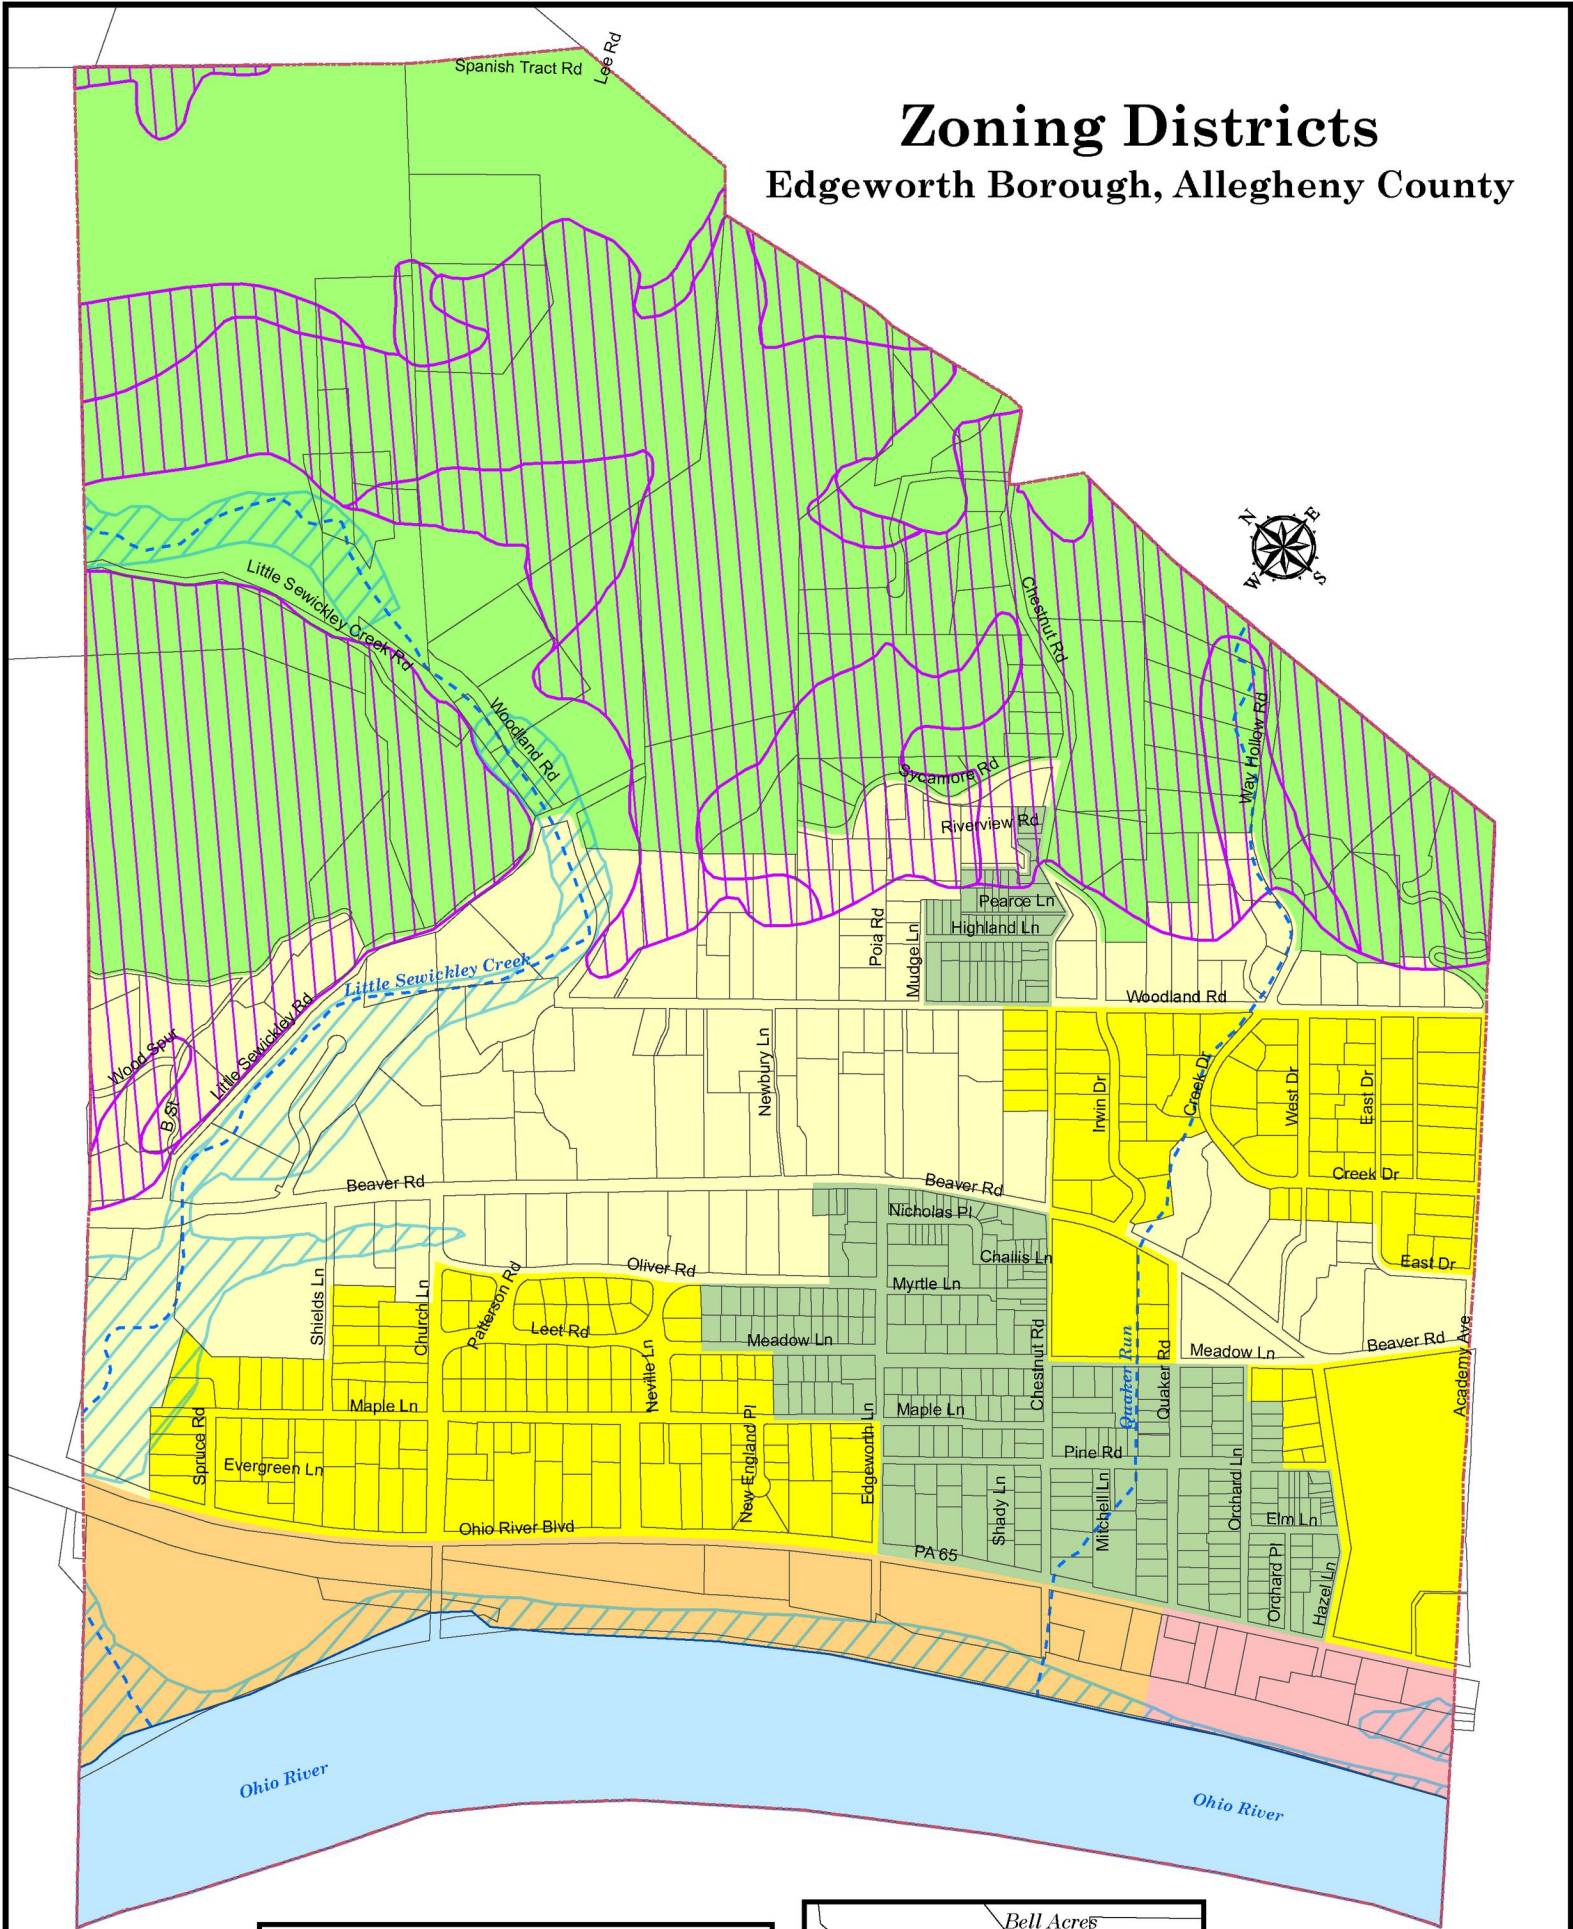 Spanish Tract Rd
Lee Rd
Zoning Districts
Edgeworth Borough, Allegheny County
N
E
W
S
Little Sewickley Creek Rd
Chestnut Rd
Woodland Rd
Way Hollow Rd
Sycamore Rd
Riverview Rd
Pearce Ln
Highland Ln
Poia Rd
Mudge Ln
Little Sewickley Creek
Woodland Rd
Little Sewickley Rd
Wood Spur
B St
Newbury Ln
Irwin Dr
Creek Dr
West Dr
East Dr
Creek Dr
Beaver Rd
Beaver Rd
Nicholas Pl
Challis Ln
East Dr
Oliver Rd
Myrtle Ln
Shields Ln
Church Ln
Patterson Rd
Leet Rd
Neville Ln
Meadow Ln
Chestnut Rd
Quaker Run
Quaker Rd
Meadow Ln
Beaver Rd
Academy Ave
Maple Ln
Maple Ln
Spruce Rd
Evergreen Ln
New England Pl
Edgeworth Ln
Pine Rd
Shady Ln
Mitchell Ln
Orchard Ln
Elm Ln
Ohio River Blvd
PA 65
Orchard Pl
Hazel Ln
Ohio River
Ohio River
Bell Acres